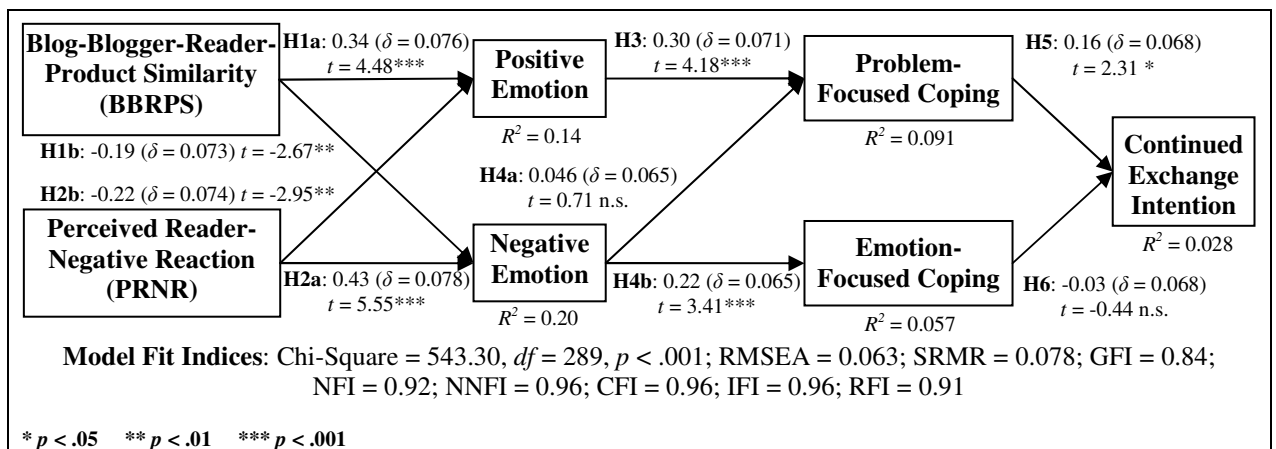 Blog-Blogger-Reader-
Product Similarity
(BBRPS)
H1a: 0.34 (δ = 0.076)
t = 4.48***
Positive
Emotion
R² = 0.14
H3: 0.30 (δ = 0.071)
t = 4.18***
Problem-
Focused Coping
R² = 0.091
H5: 0.16 (δ = 0.068)
t = 2.31 *
H1b: -0.19 (δ = 0.073) t = -2.67**
H2b: -0.22 (δ = 0.074) t = -2.95**
H4a: 0.046 (δ = 0.065)
t = 0.71 n.s.
Continued
Exchange
Intention
R² = 0.028
Perceived Reader-
Negative Reaction
(PRNR)
H2a: 0.43 (δ = 0.078)
t = 5.55***
Negative
Emotion
R² = 0.20
H4b: 0.22 (δ = 0.065)
t = 3.41***
Emotion-
Focused Coping
R² = 0.057
H6: -0.03 (δ = 0.068)
t = -0.44 n.s.
Model Fit Indices: Chi-Square = 543.30, df = 289, p < .001; RMSEA = 0.063; SRMR = 0.078; GFI = 0.84;
NFI = 0.92; NNFI = 0.96; CFI = 0.96; IFI = 0.96; RFI = 0.91
* p < .05 ** p < .01 *** p < .001